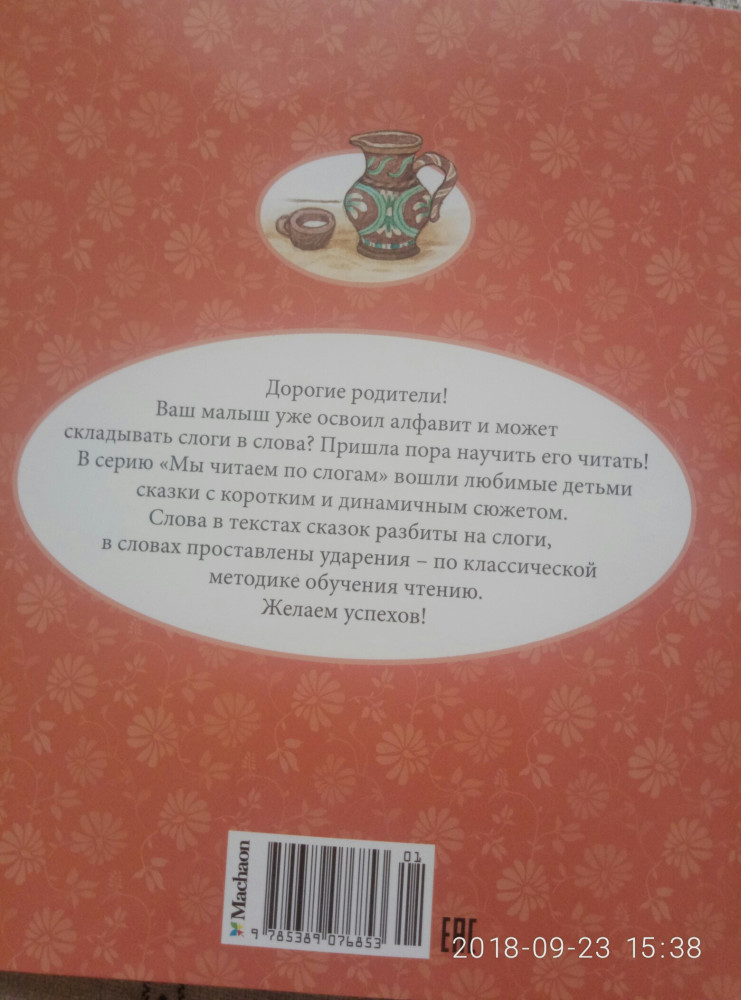 Дорогие родители!
Ваш малыш уже освоил алфавит и может
складывать слоги в слова? Пришла пора научить его читать!
В серию «Мы читаем по слогам» вошли любимые детьми
сказки с коротким и динамичным сюжетом.
Слова в текстах сказок разбиты на слоги,
в словах проставлены ударения – по классической
методике обучения чтению.
Желаем успехов!
Machaon
01
9 785389 076853
EAC
2018-09-23 15:38